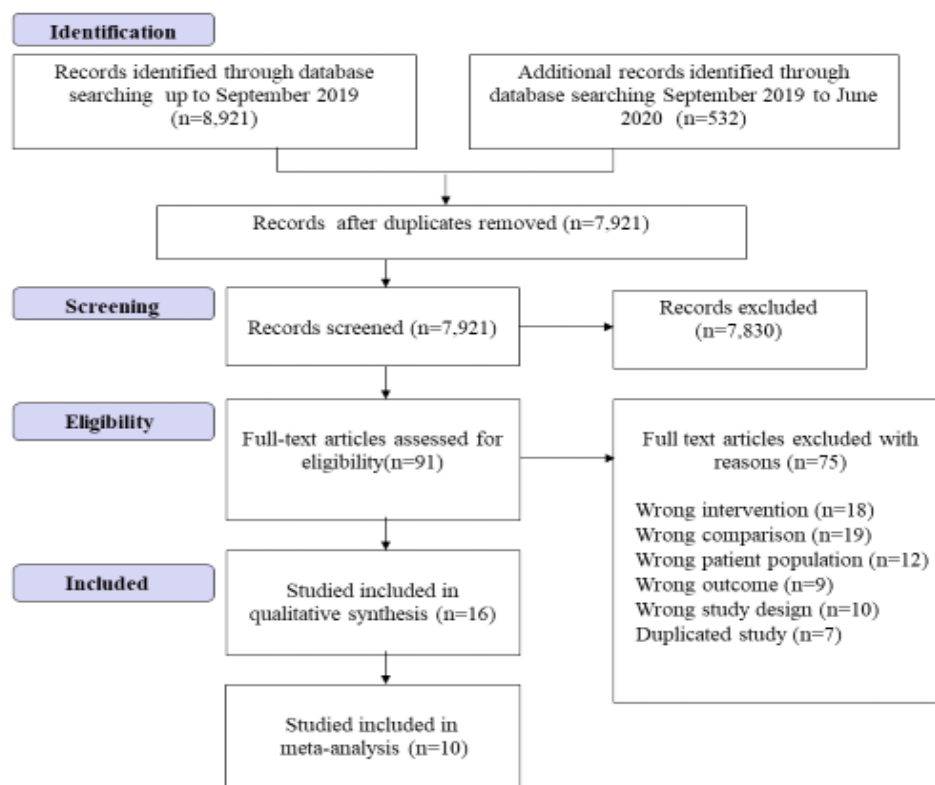 Identification
Records identified through database
searching up to September 2019
(n=8,921)
Additional records identified through
database searching September 2019 to June
2020 (n=532)
Records after duplicates removed (n=7,921)
Screening
Records screened (n=7,921)
Records excluded
(n=7,830)
Eligibility
Full-text articles assessed for
eligibility(n=91)
Full text articles excluded with
reasons (n=75)
Wrong intervention (n=18)
Wrong comparison (n=19)
Wrong patient population (n=12)
Wrong outcome (n=9)
Wrong study design (n=10)
Duplicated study (n=7)
Included
Studied included in
qualitative synthesis (n=16)
Studied included in
meta-analysis (n=10)